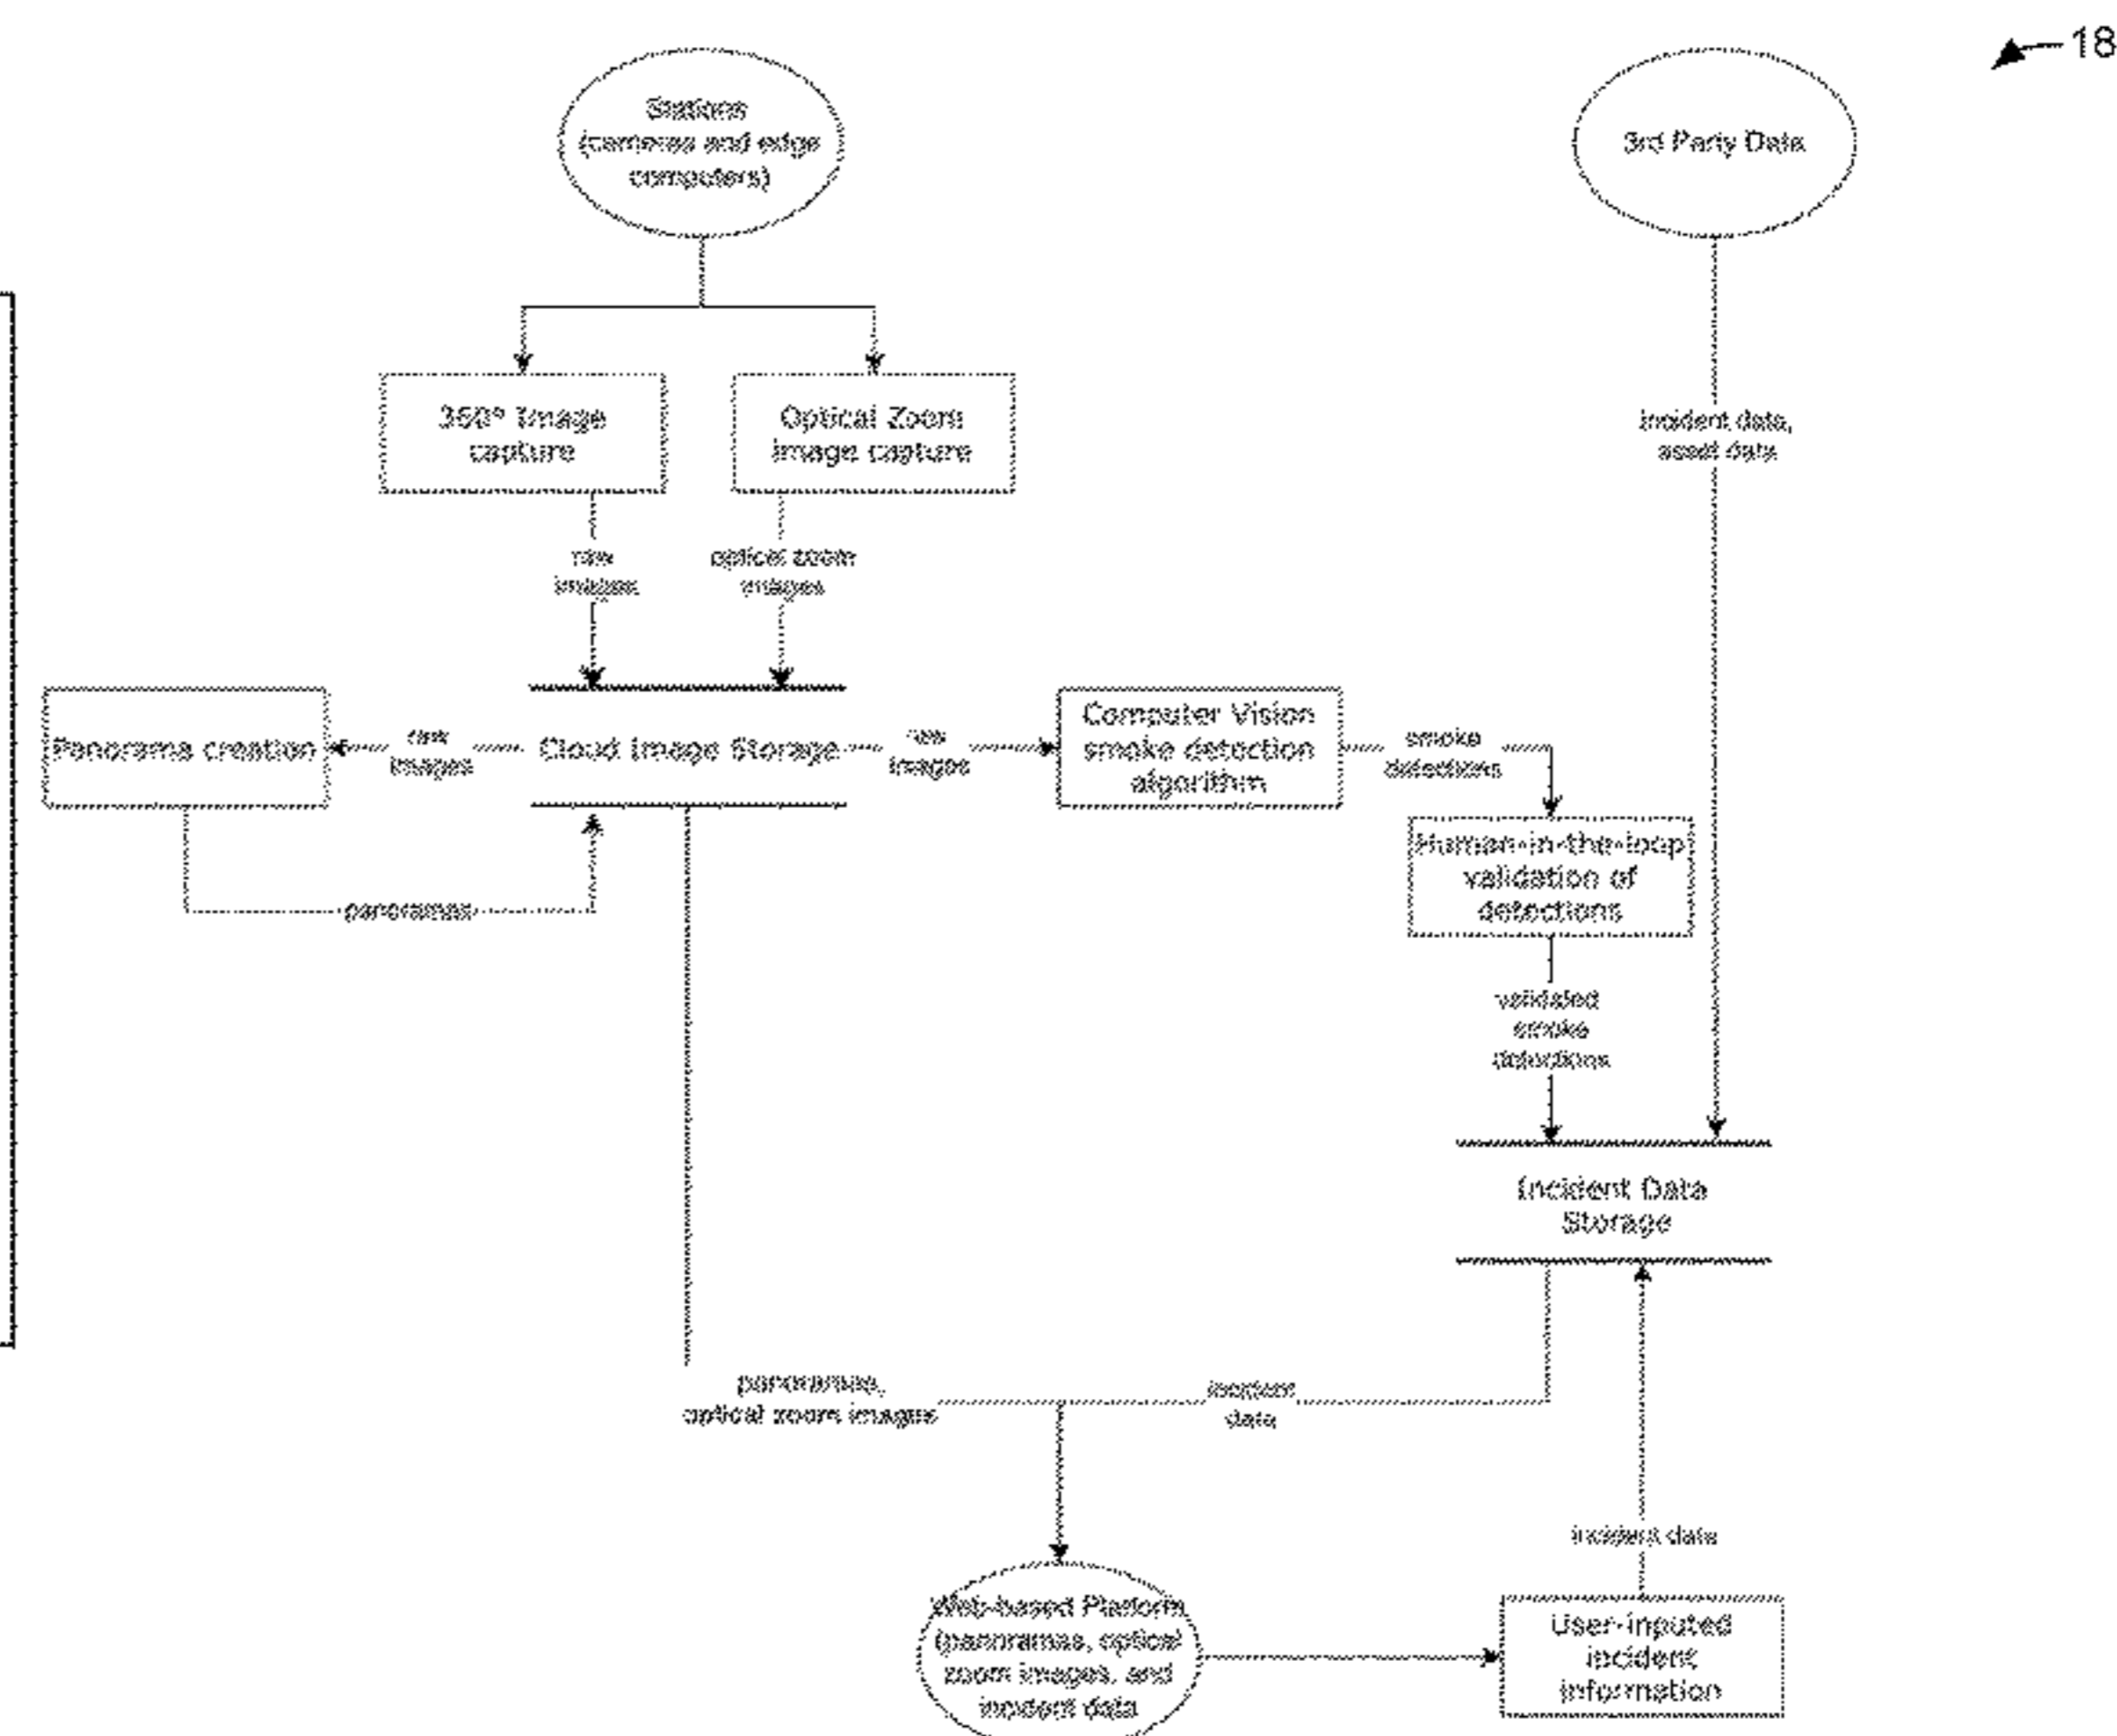 18
Stations
(cameras and edge
computers)
3rd Party Data
360° Image
capture
Optical Zoom
image capture
Incident data,
asset data
raw
images
optical zoom
images
Panorama creation
raw
images
Cloud Image Storage
raw
images
Computer Vision
smoke detection
algorithm
smoke
detections
Human-in-the-loop
validation of
detections
panoramas
validated
smoke
detections
Incident Data
Storage
panoramas,
optical zoom images
incident
data
incident data
Web-based Platform
(panoramas, optical
zoom images, and
incident data
User-inputed
incident
information